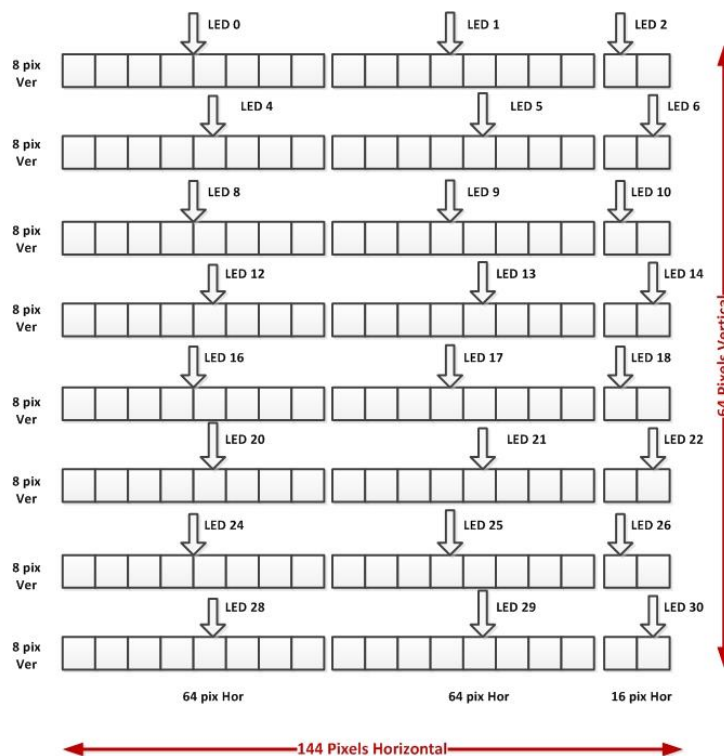 LED 0 LED 1 LED 2
8 pix
Ver
LED 4 LED 5 LED 6
8 pix
Ver
LED 8 LED 9 LED 10
8 pix
Ver
LED 12 LED 13 LED 14
8 pix
Ver
LED 16 LED 17 LED 18
8 pix
Ver
LED 20 LED 21 LED 22
8 pix
Ver
LED 24 LED 25 LED 26
8 pix
Ver
LED 28 LED 29 LED 30
8 pix
Ver
64 pix Hor 64 pix Hor 16 pix Hor
144 Pixels Horizontal
64 Pixels Vertical